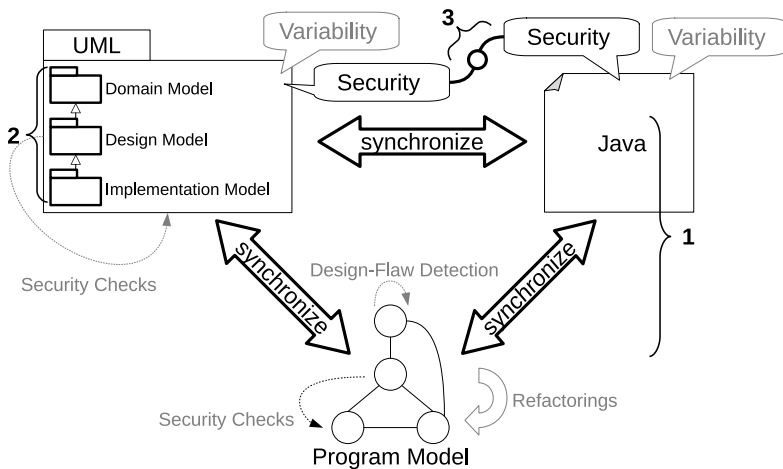 3
UML
Variability
Security
Security
Variability
2
Domain Model
Design Model
Implementation Model
synchronize
Java
1
Security Checks
synchronize
Design-Flaw Detection
synchronize
Security Checks
Refactorings
Program Model